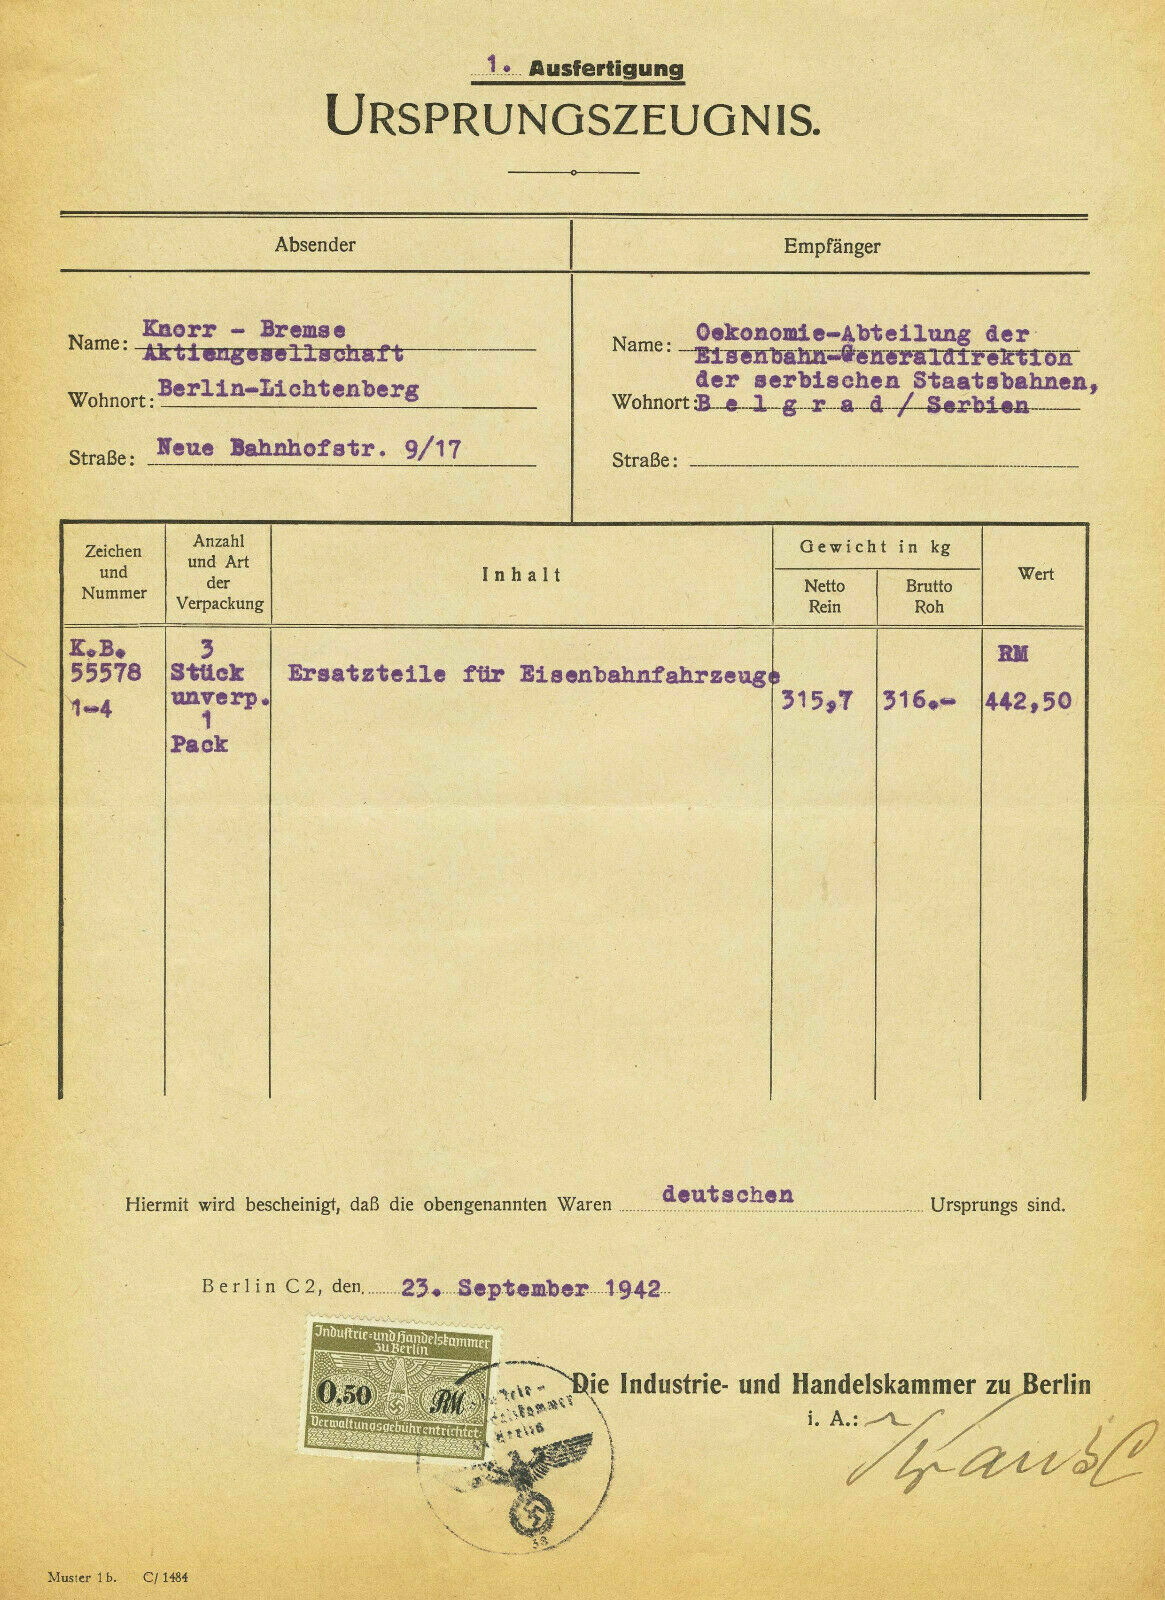 1. Ausfertigung
URSPRUNGSZEUGNIS.
Absender
Empfänger
Name: Knorr - Bremse
Aktiengesellschaft
Wohnort: Berlin-Lichtenberg
Straße: Neue Bahnhofstr. 9/17
Name: Oekonomie-Abteilung der
Eisenbahn-Generaldirektion
der serbischen Staatsbahnen,
Wohnort: B e l g r a d / Serbien
Straße:
Zeichen
und
Nummer
Anzahl
und Art
der
Verpackung
Inhalt
Gewicht in kg
Netto
Rein
Brutto
Roh
Wert
K.B.
55578
1-4
3
Stück
unverp.
1
Pack
Ersatzteile für Eisenbahnfahrzeuge
315,7
316.-
RM
442,50
Hiermit wird bescheinigt, daß die obengenannten Waren deutschen Ursprungs sind.
Berlin C 2, den 23. September 1942
Industrie- und Handelskammer
zu Berlin
0,50 RM
Verwaltungsgebühr entrichtet
Die Industrie- und Handelskammer zu Berlin
i. A.:
38
Muster 1 b. C/ 1484